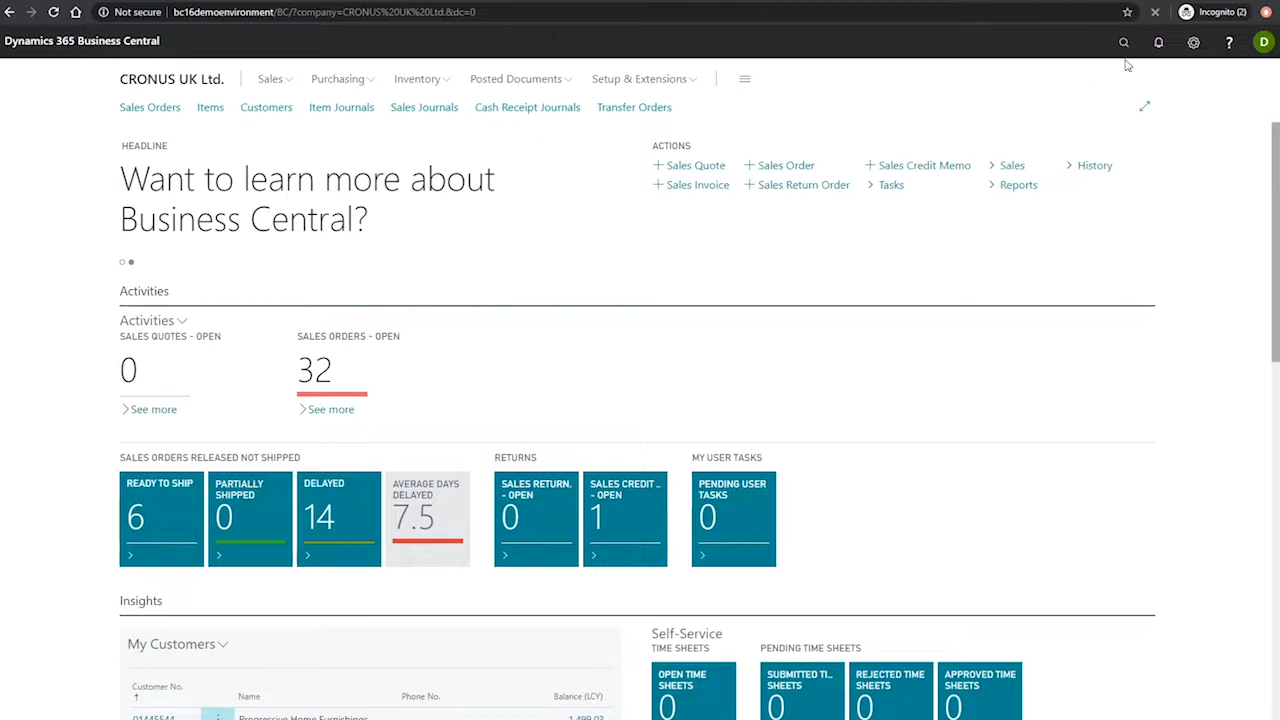 Not secure | bc16demoenvironment/BC/?company=CRONUS%20UK%20Ltd.&dc=0
Incognito (2)
Dynamics 365 Business Central
?
D
CRONUS UK Ltd.
Sales
Purchasing
Inventory
Posted Documents
Setup & Extensions
Sales Orders
Items
Customers
Item Journals
Sales Journals
Cash Receipt Journals
Transfer Orders
HEADLINE
Want to learn more about
Business Central?
ACTIONS
+ Sales Quote
+ Sales Order
+ Sales Credit Memo
> Sales
> History
+ Sales Invoice
+ Sales Return Order
> Tasks
> Reports
Activities
Activities
SALES QUOTES - OPEN
0
> See more
SALES ORDERS - OPEN
32
> See more
SALES ORDERS RELEASED NOT SHIPPED
READY TO SHIP
6
PARTIALLY
SHIPPED
0
DELAYED
14
AVERAGE DAYS
DELAYED
7.5
RETURNS
SALES RETURN.
- OPEN
0
SALES CREDIT ..
- OPEN
1
MY USER TASKS
PENDING USER
TASKS
0
Insights
My Customers
Customer No.
↑
Name
Phone No.
Balance (LCY)
01445544
Progressive Home Furnishings
1,499.03
Self-Service
TIME SHEETS
OPEN TIME
SHEETS
0
PENDING TIME SHEETS
SUBMITTED TI...
SHEETS
0
REJECTED TIME
SHEETS
0
APPROVED TIME
SHEETS
0